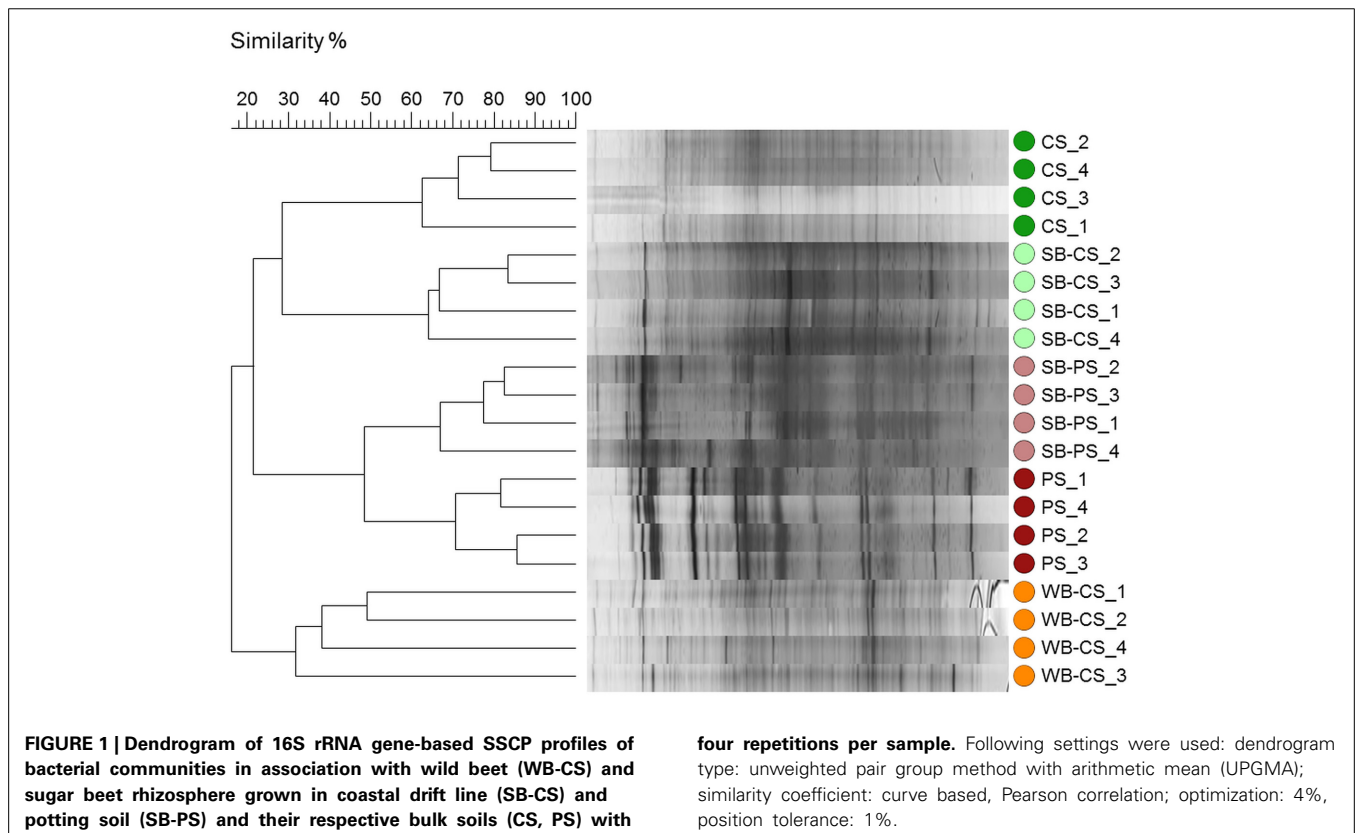 Similarity %
20 30 40 50 60 70 80 90 100
CS_2
CS_4
CS_3
CS_1
SB-CS_2
SB-CS_3
SB-CS_1
SB-CS_4
SB-PS_2
SB-PS_3
SB-PS_1
SB-PS_4
PS_1
PS_4
PS_2
PS_3
WB-CS_1
WB-CS_2
WB-CS_4
WB-CS_3
FIGURE 1 | Dendrogram of 16S rRNA gene-based SSCP profiles of
bacterial communities in association with wild beet (WB-CS) and
sugar beet rhizosphere grown in coastal drift line (SB-CS) and
potting soil (SB-PS) and their respective bulk soils (CS, PS) with
four repetitions per sample. Following settings were used: dendrogram
type: unweighted pair group method with arithmetic mean (UPGMA);
similarity coefficient: curve based, Pearson correlation; optimization: 4%,
position tolerance: 1%.